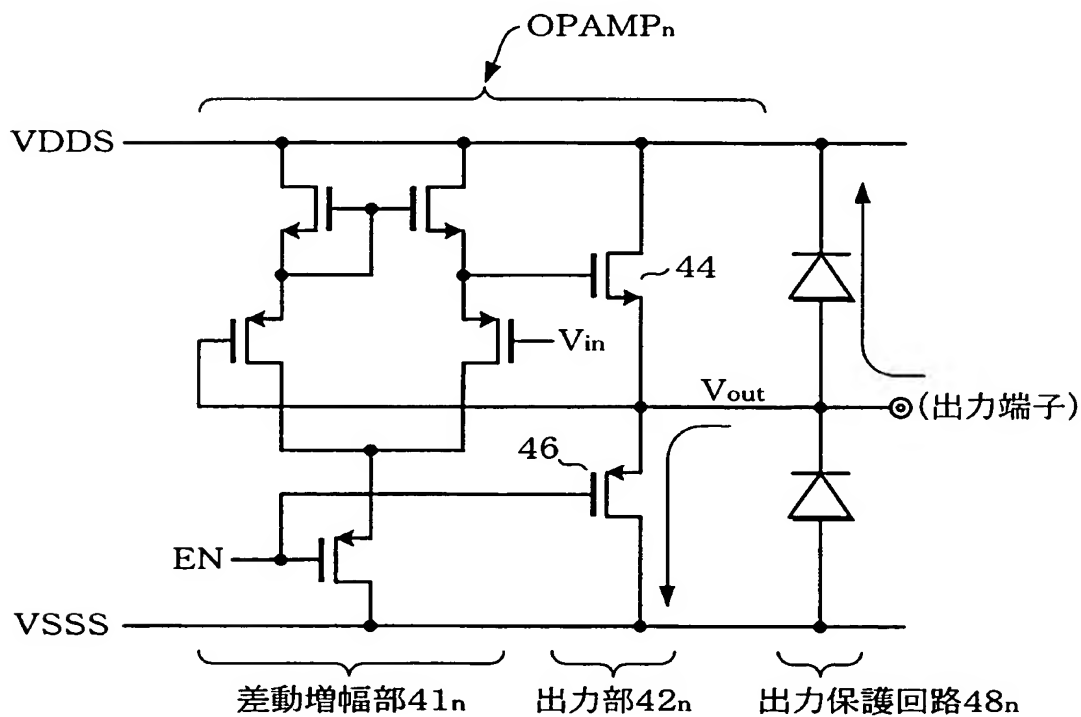 OPAMPn
VDDS
44
Vin
Vout
(出力端子)
46
EN
VSSS
差動増幅部41n
出力部42n
出力保護回路48n